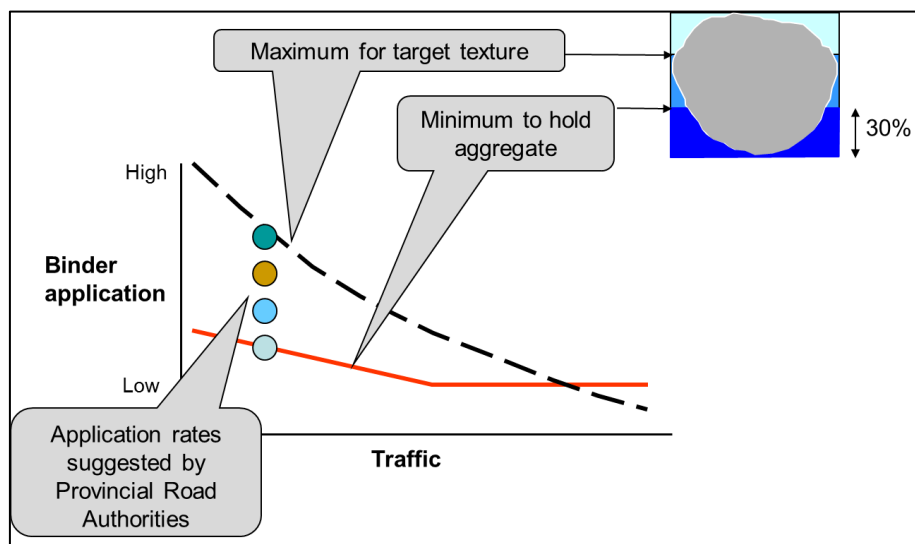 Maximum for target texture
Minimum to hold
aggregate
30%
High
Binder
application
Low
Application rates
suggested by
Provincial Road
Authorities
Traffic